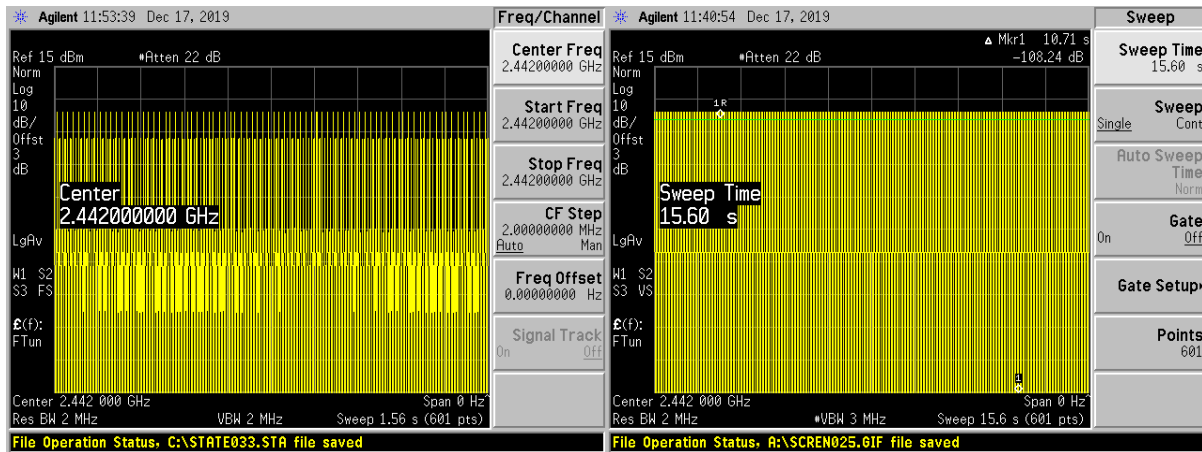 Agilent 11:53:39 Dec 17, 2019
Freq/Channel
Ref 15 dBm #Atten 22 dB
Norm
Log
10
dB/
Offst
3
dB
LgAv
W1 S2
S3 FS
£(f):
FTun
Center
2.442000000 GHz
Center 2.442 000 GHz Span 0 Hz^
Res BW 2 MHz VBW 2 MHz Sweep 1.56 s (601 pts)
File Operation Status, C:\STATE033.STA file saved
Center Freq
2.44200000 GHz
Start Freq
2.44200000 GHz
Stop Freq
2.44200000 GHz
CF Step
2.00000000 MHz
Auto Man
Freq Offset
0.00000000 Hz
Signal Track
On Off
Agilent 11:40:54 Dec 17, 2019
Sweep
Δ Mkr1 10.71 s
Ref 15 dBm #Atten 22 dB -108.24 dB
Norm
Log
10
dB/
Offst
3
dB
LgAv
W1 S2
S3 VS
£(f):
FTun
1R
Sweep Time
15.60 s
1
Center 2.442 000 GHz Span 0 Hz^
Res BW 2 MHz #VBW 3 MHz Sweep 15.6 s (601 pts)
File Operation Status, A:\SCREN025.GIF file saved
Sweep Time
15.60 s
Sweep
Single Cont
Auto Sweep
Time
Norm
Gate
On Off
Gate Setup▸
Points
601